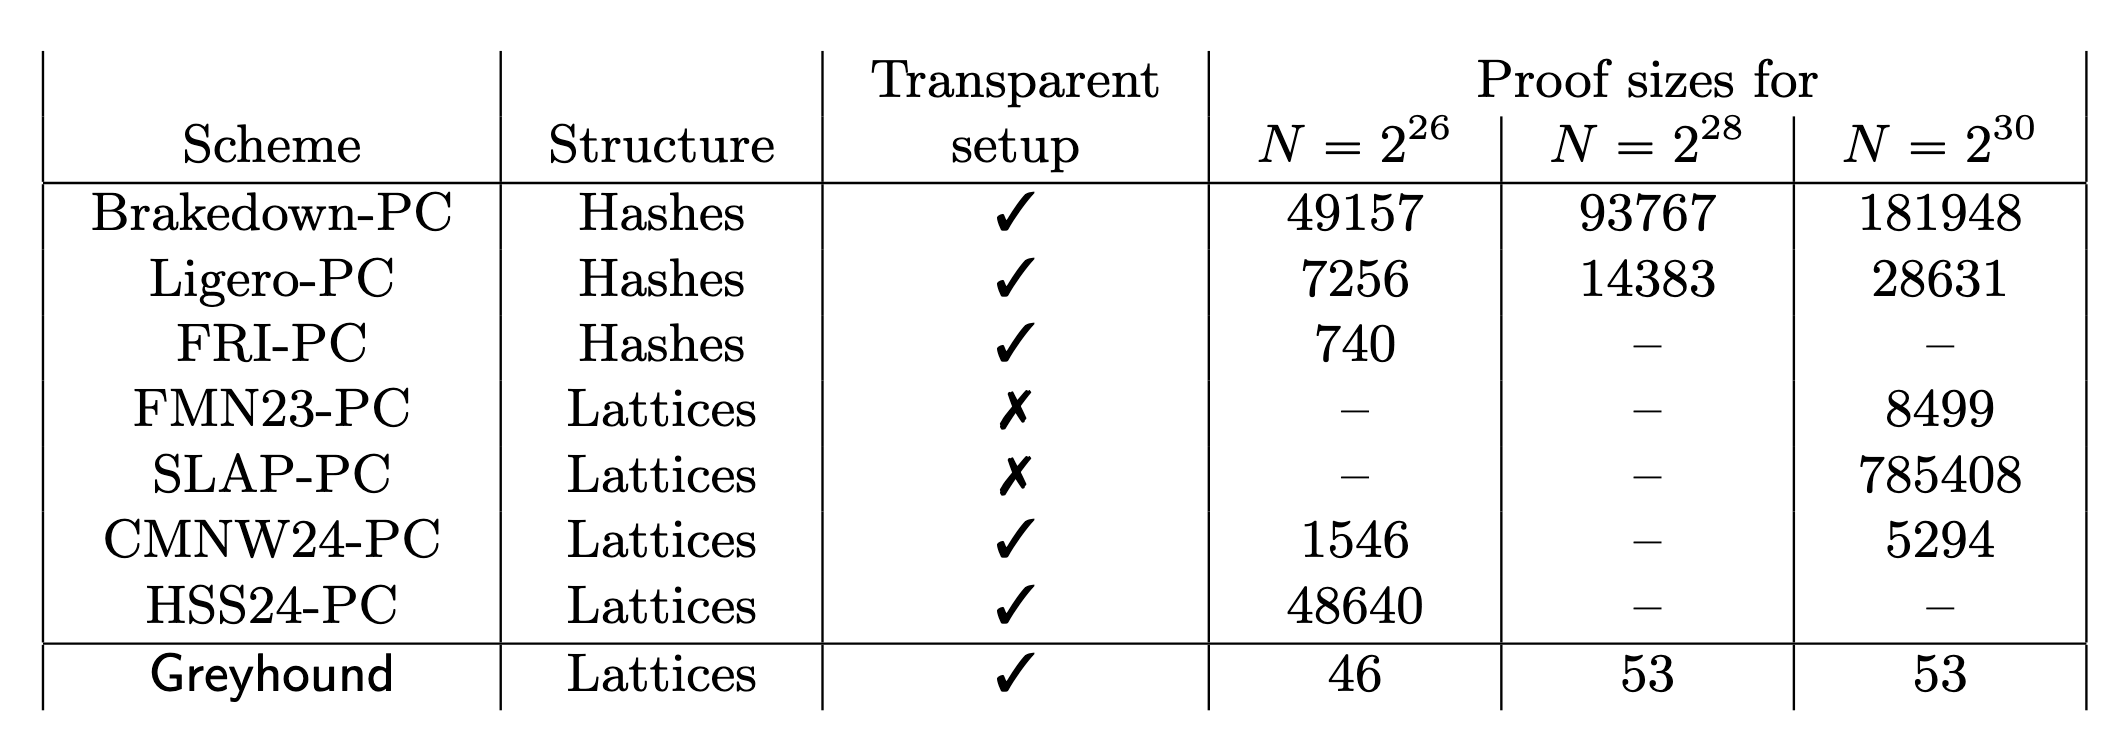 Transparent Proof sizes for
Scheme Structure setup N = 2^26 N = 2^28 N = 2^30
Brakedown-PC Hashes ✓ 49157 93767 181948
Ligero-PC Hashes ✓ 7256 14383 28631
FRI-PC Hashes ✓ 740 – –
FMN23-PC Lattices ✗ – – 8499
SLAP-PC Lattices ✗ – – 785408
CMNW24-PC Lattices ✓ 1546 – 5294
HSS24-PC Lattices ✓ 48640 – –
Greyhound Lattices ✓ 46 53 53